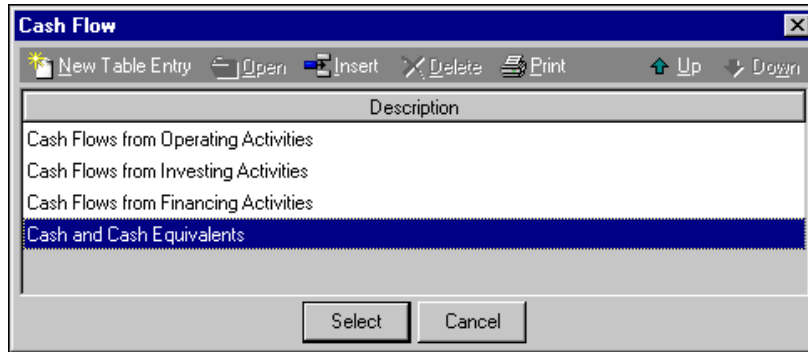 Cash Flow
New Table Entry Open Insert Delete Print Up Down
Description
Cash Flows from Operating Activities
Cash Flows from Investing Activities
Cash Flows from Financing Activities
Cash and Cash Equivalents
Select Cancel